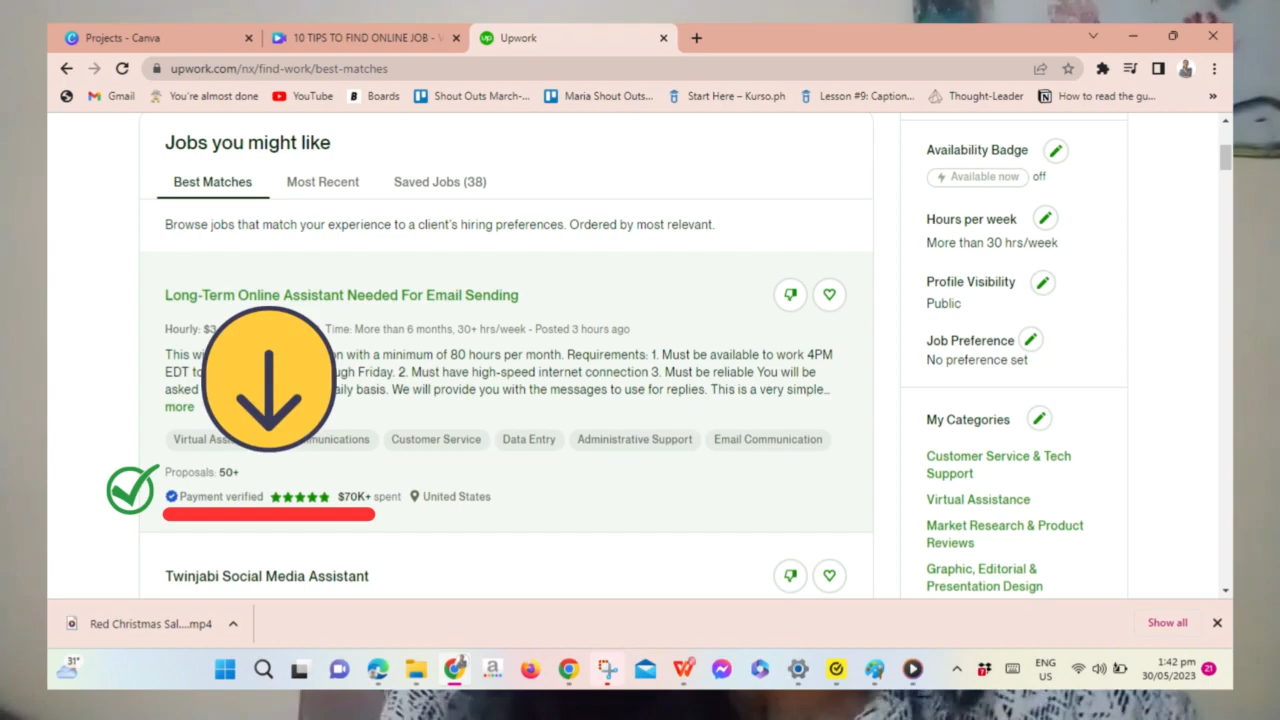 Projects - Canva
10 TIPS TO FIND ONLINE JOB -
Upwork
upwork.com/nx/find-work/best-matches
Gmail
You're almost done
YouTube
Boards
Shout Outs March-...
Maria Shout Outs...
Start Here – Kurso.ph
Lesson #9: Caption...
Thought-Leader
How to read the gu...
»
Jobs you might like
Best Matches
Most Recent
Saved Jobs (38)
Browse jobs that match your experience to a client's hiring preferences. Ordered by most relevant.
Long-Term Online Assistant Needed For Email Sending
Hourly: Time: More than 6 months, 30+ hrs/week - Posted 3 hours ago
This with a minimum of 80 hours per month. Requirements: 1. Must be available to work 4PM
EDT Friday. 2. Must have high-speed internet connection 3. Must be reliable You will be
asked basis. We will provide you with the messages to use for replies. This is a very simple...
more
Virtual
Customer Service
Data Entry
Administrative Support
Email Communication
Proposals: 50+
Payment verified $70K+ spent United States
Twinjabi Social Media Assistant
Availability Badge
Available now off
Hours per week
More than 30 hrs/week
Profile Visibility
Public
Job Preference
No preference set
My Categories
Customer Service & Tech
Support
Virtual Assistance
Market Research & Product
Reviews
Graphic, Editorial &
Presentation Design
Red Christmas Sal....mp4
Show all
31°
ENG
US
1:42 pm
30/05/2023
21